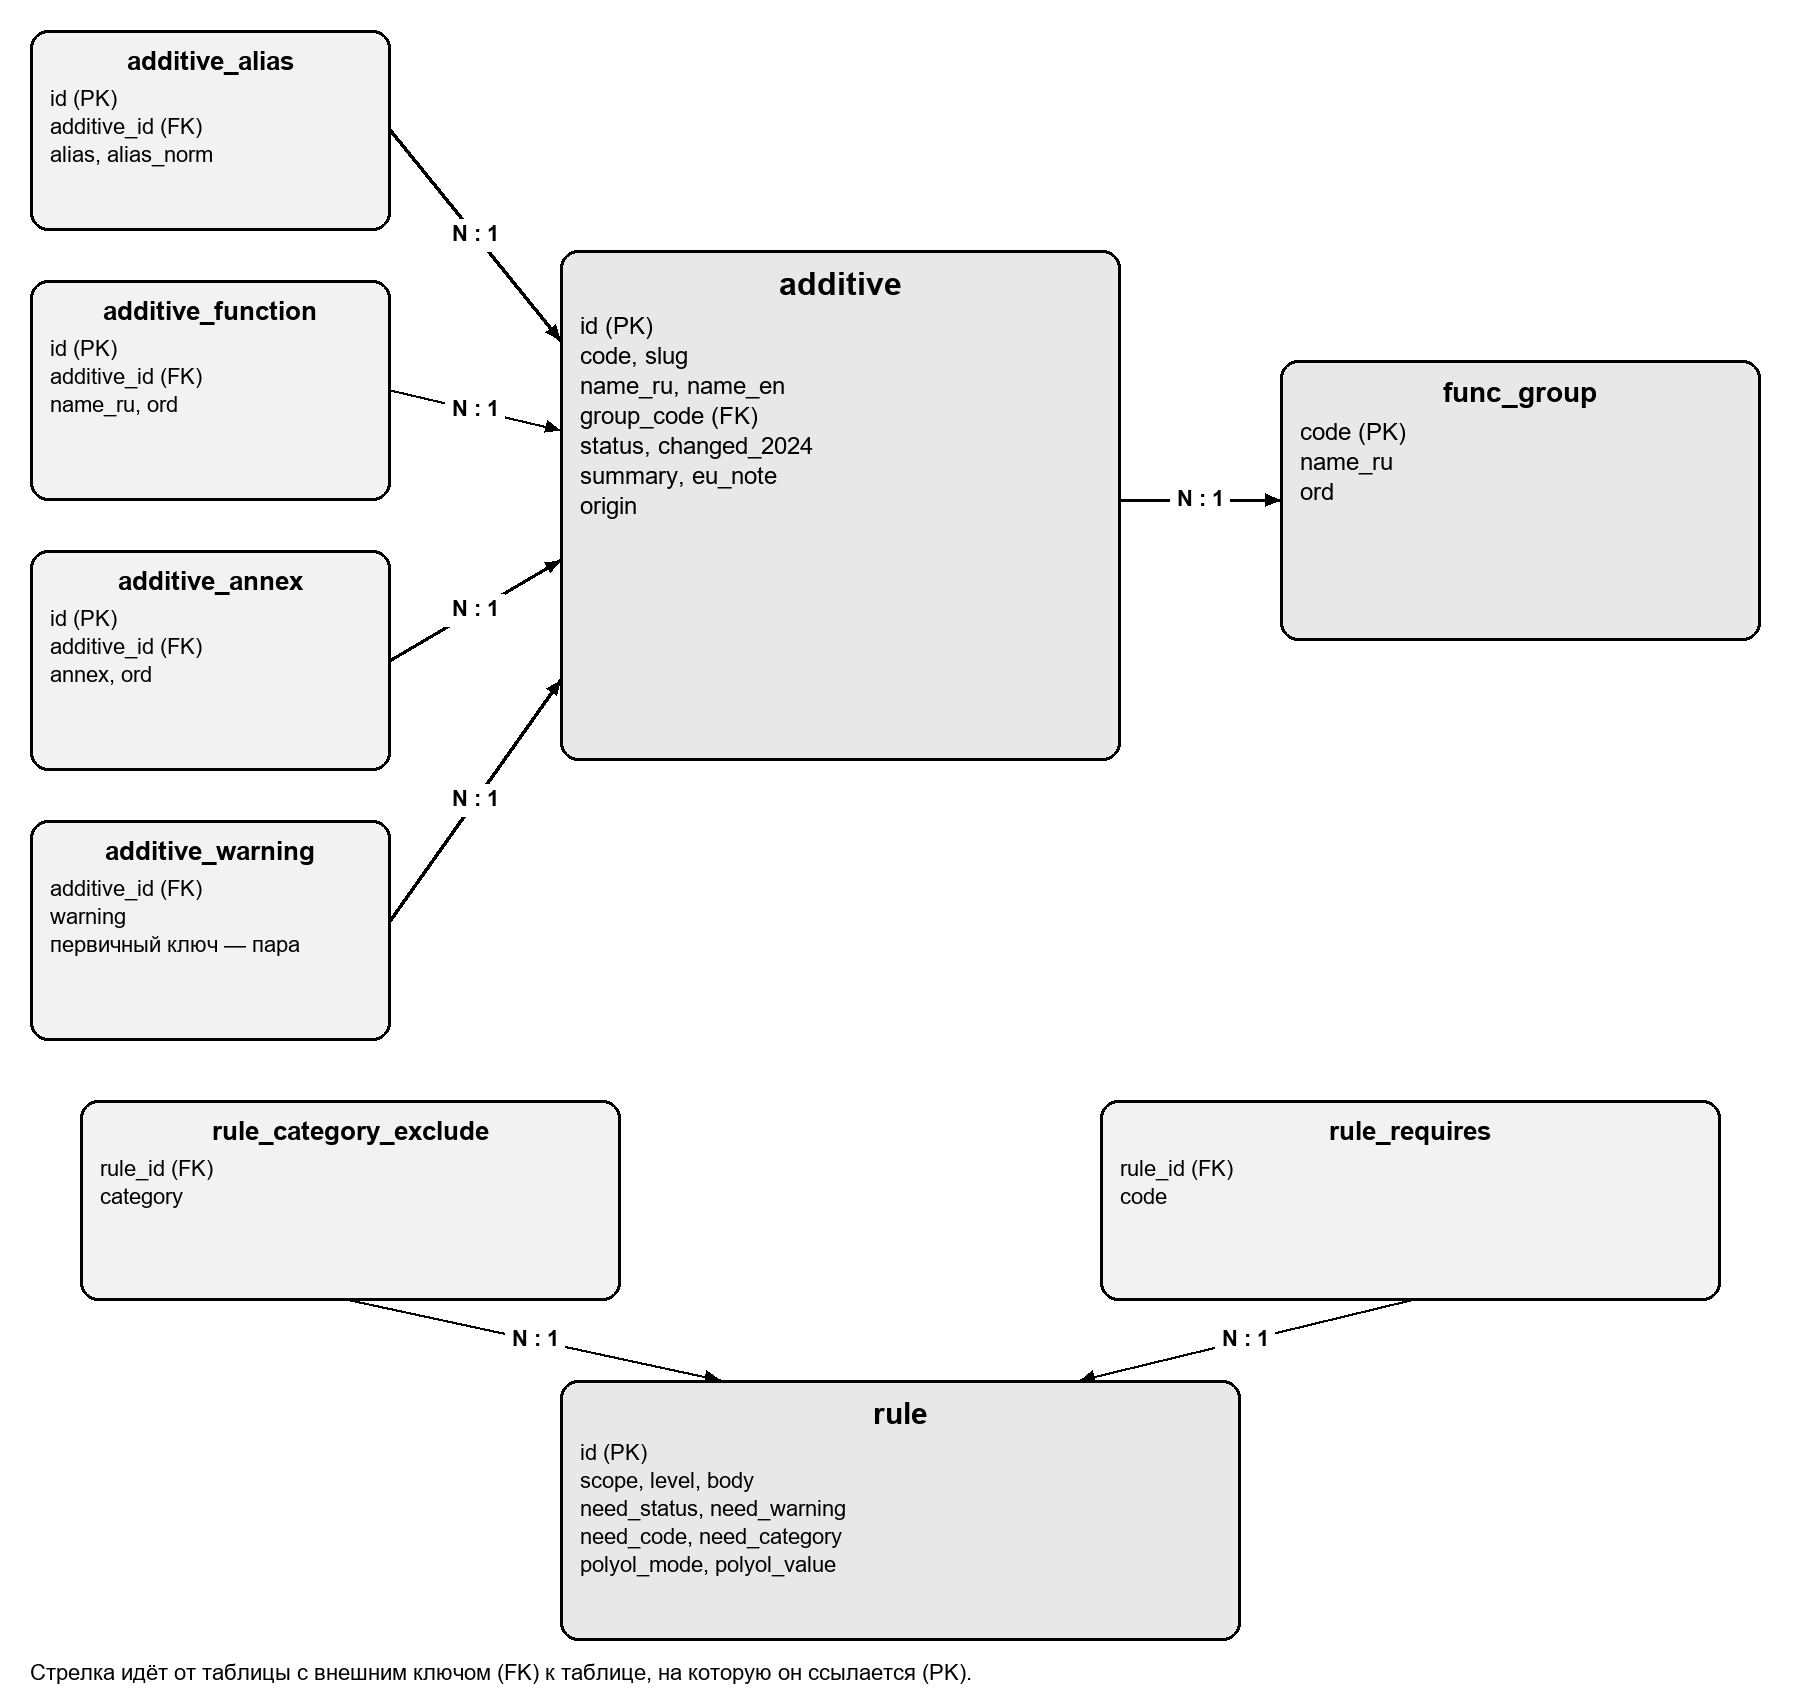 additive_alias
id (PK)
additive_id (FK)
alias, alias_norm
N : 1
additive_function
id (PK)
additive_id (FK)
name_ru, ord
N : 1
additive_annex
id (PK)
additive_id (FK)
annex, ord
N : 1
additive_warning
additive_id (FK)
warning
первичный ключ — пара
N : 1
additive
id (PK)
code, slug
name_ru, name_en
group_code (FK)
status, changed_2024
summary, eu_note
origin
N : 1
func_group
code (PK)
name_ru
ord
rule_category_exclude
rule_id (FK)
category
N : 1
rule_requires
rule_id (FK)
code
N : 1
rule
id (PK)
scope, level, body
need_status, need_warning
need_code, need_category
polyol_mode, polyol_value
Стрелка идёт от таблицы с внешним ключом (FK) к таблице, на которую он ссылается (PK).